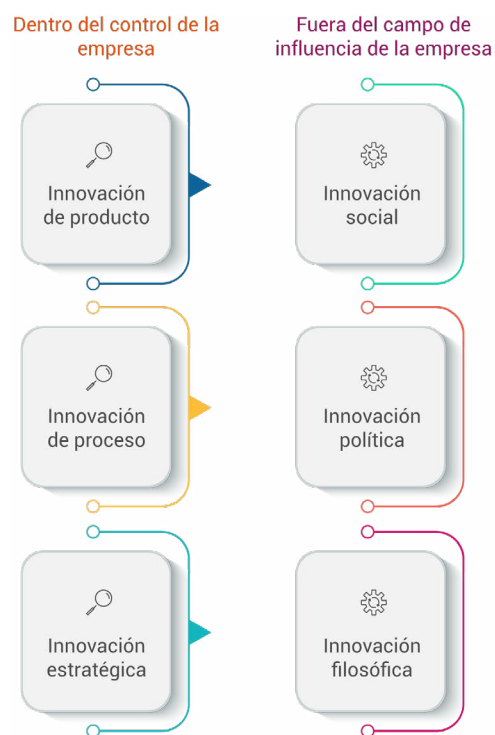 Dentro del control de la
empresa
Fuera del campo de
influencia de la empresa
Innovación
de producto
Innovación
social
Innovación
de proceso
Innovación
política
Innovación
estratégica
Innovación
filosófica